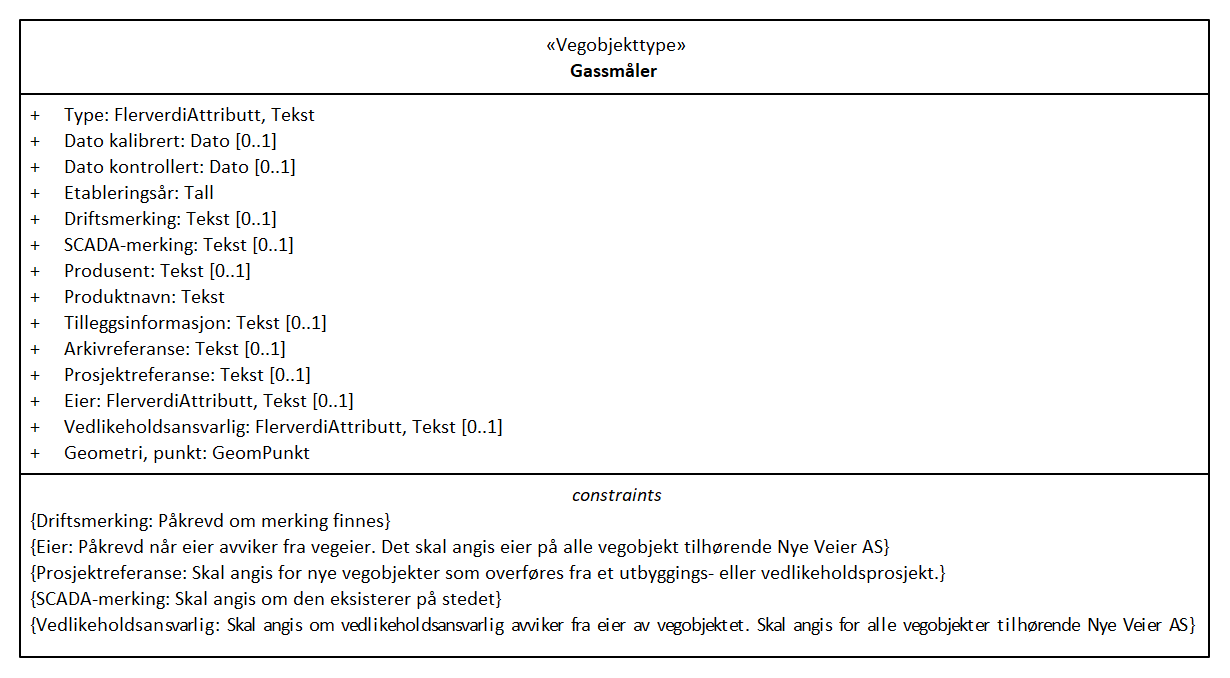 «Vegobjekttype»
Gassmåler
+ Type: FlerverdiAttributt, Tekst
+ Dato kalibrert: Dato [0..1]
+ Dato kontrollert: Dato [0..1]
+ Etableringsår: Tall
+ Driftsmerking: Tekst [0..1]
+ SCADA-merking: Tekst [0..1]
+ Produsent: Tekst [0..1]
+ Produktnavn: Tekst
+ Tilleggsinformasjon: Tekst [0..1]
+ Arkivreferanse: Tekst [0..1]
+ Prosjektreferanse: Tekst [0..1]
+ Eier: FlerverdiAttributt, Tekst [0..1]
+ Vedlikeholdsansvarlig: FlerverdiAttributt, Tekst [0..1]
+ Geometri, punkt: GeomPunkt
constraints
{Driftsmerking: Påkrevd om merking finnes}
{Eier: Påkrevd når eier avviker fra vegeier. Det skal angis eier på alle vegobjekt tilhørende Nye Veier AS}
{Prosjektreferanse: Skal angis for nye vegobjekter som overføres fra et utbyggings- eller vedlikeholdsprosjekt.}
{SCADA-merking: Skal angis om den eksisterer på stedet}
{Vedlikeholdsansvarlig: Skal angis om vedlikeholdsansvarlig avviker fra eier av vegobjektet. Skal angis for alle vegobjekter tilhørende Nye Veier AS}